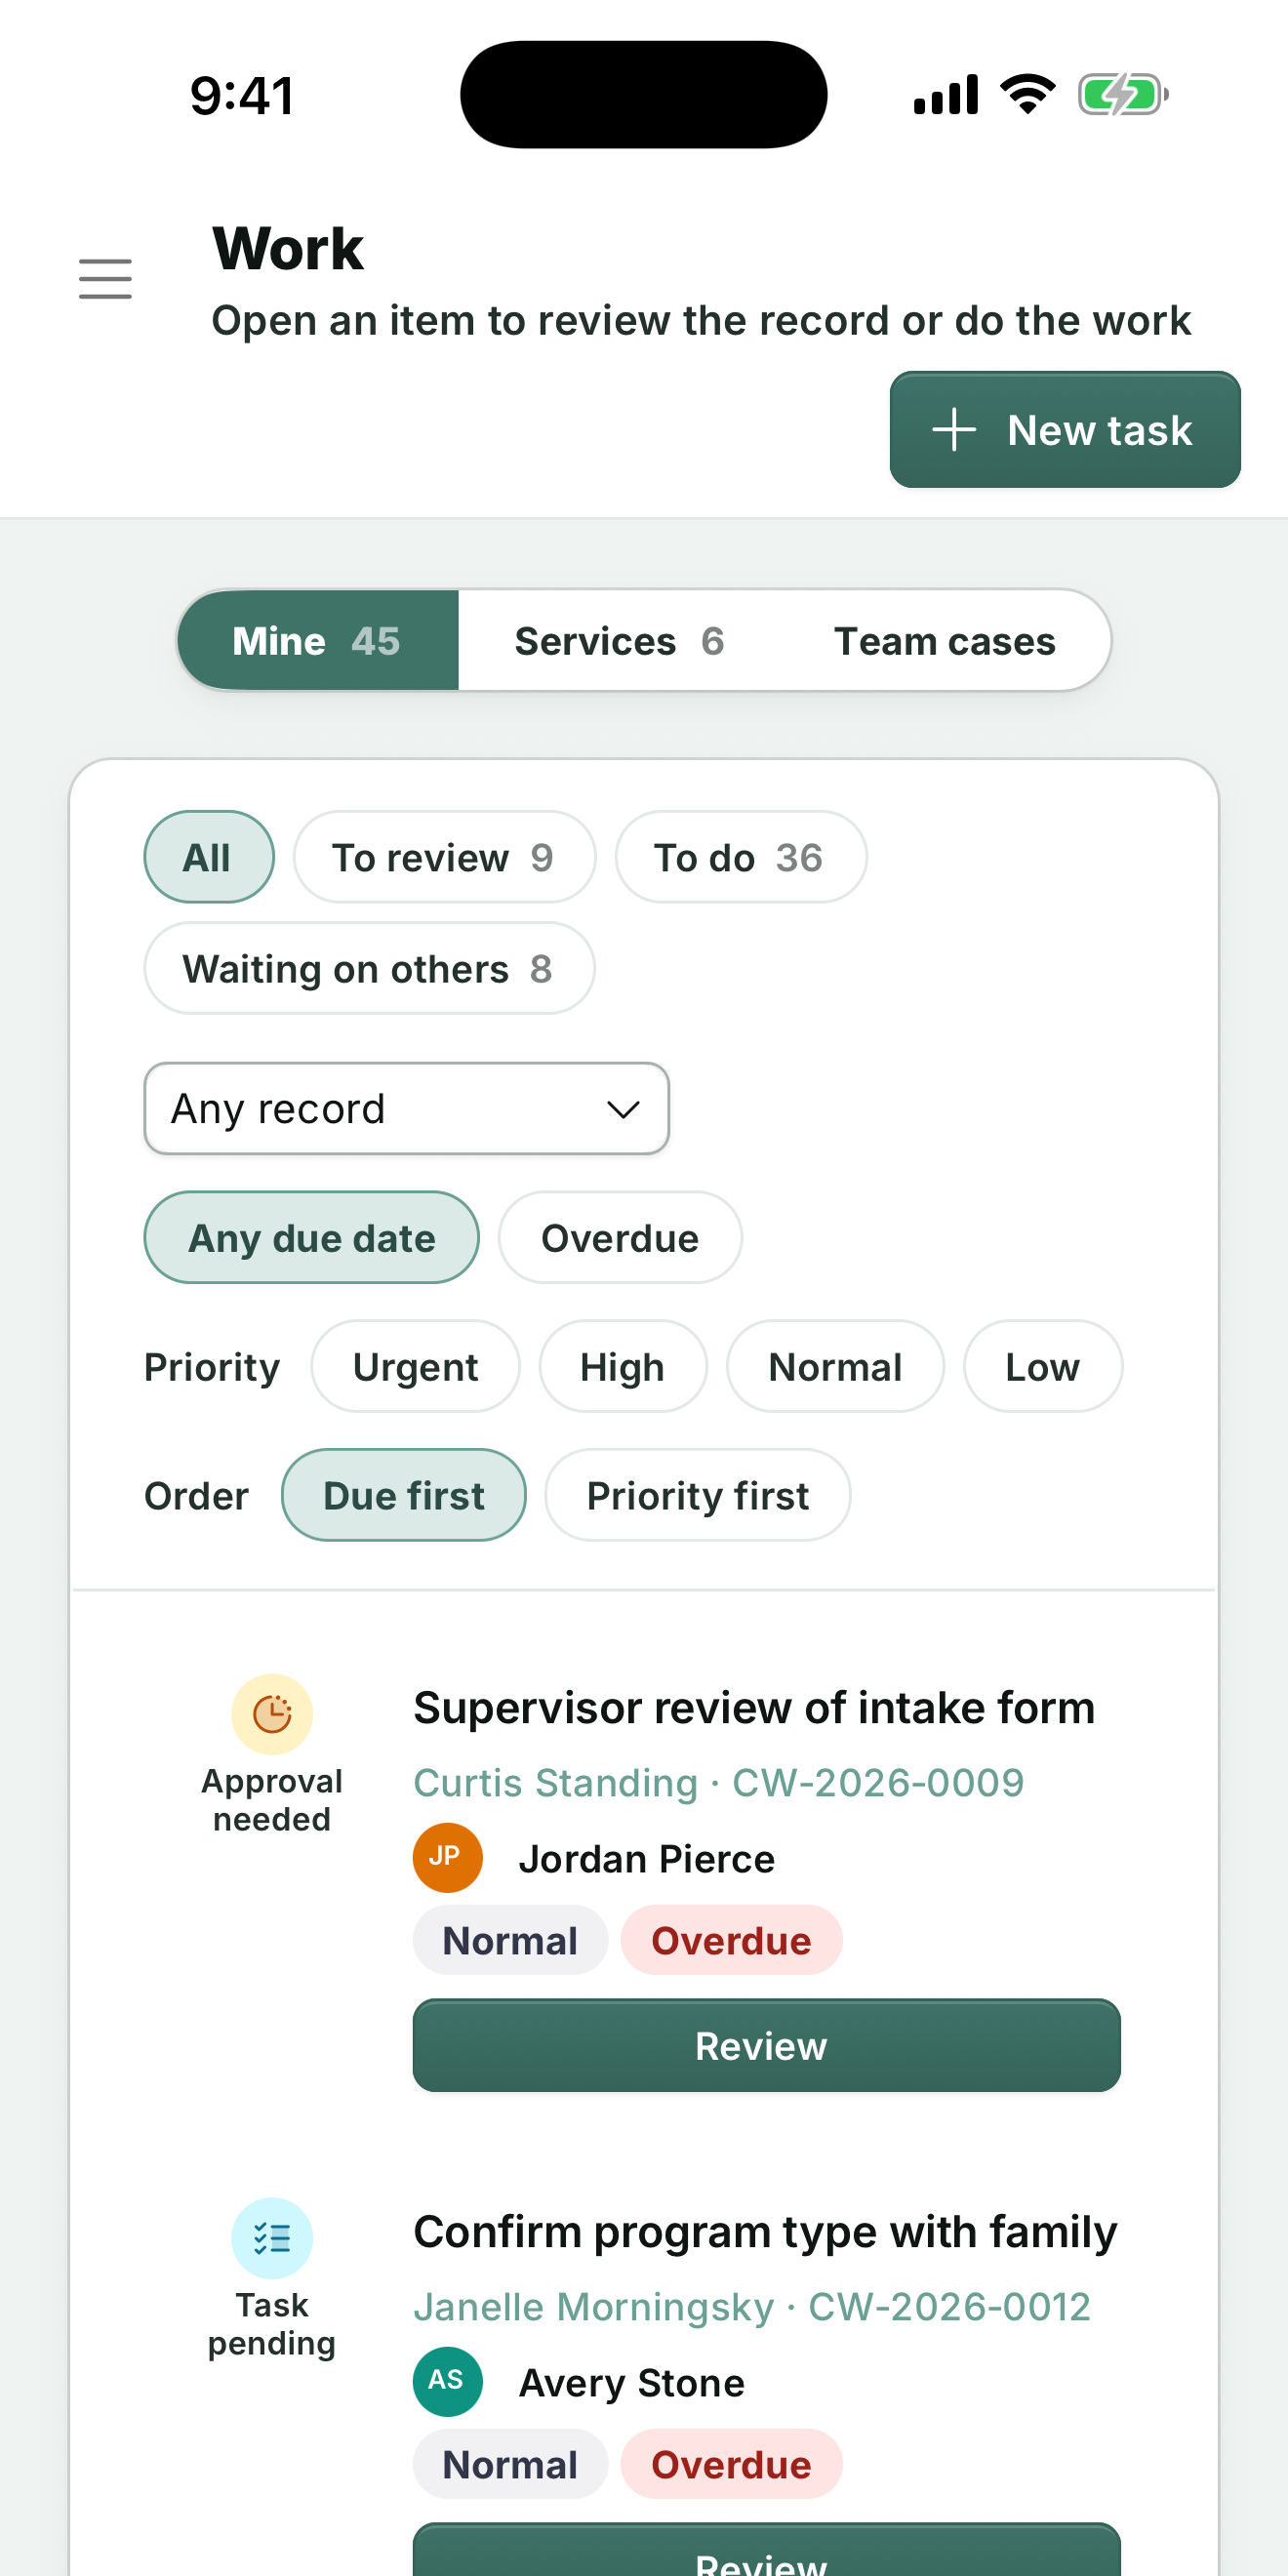 9:41
Work
Open an item to review the record or do the work
New task
Mine 45 Services 6 Team cases
All To review 9 To do 36
Waiting on others 8
Any record
Any due date Overdue
Priority Urgent High Normal Low
Order Due first Priority first
Approval needed
Supervisor review of intake form
Curtis Standing · CW-2026-0009
JP Jordan Pierce
Normal Overdue
Review
Task pending
Confirm program type with family
Janelle Morningsky · CW-2026-0012
AS Avery Stone
Normal Overdue
Review